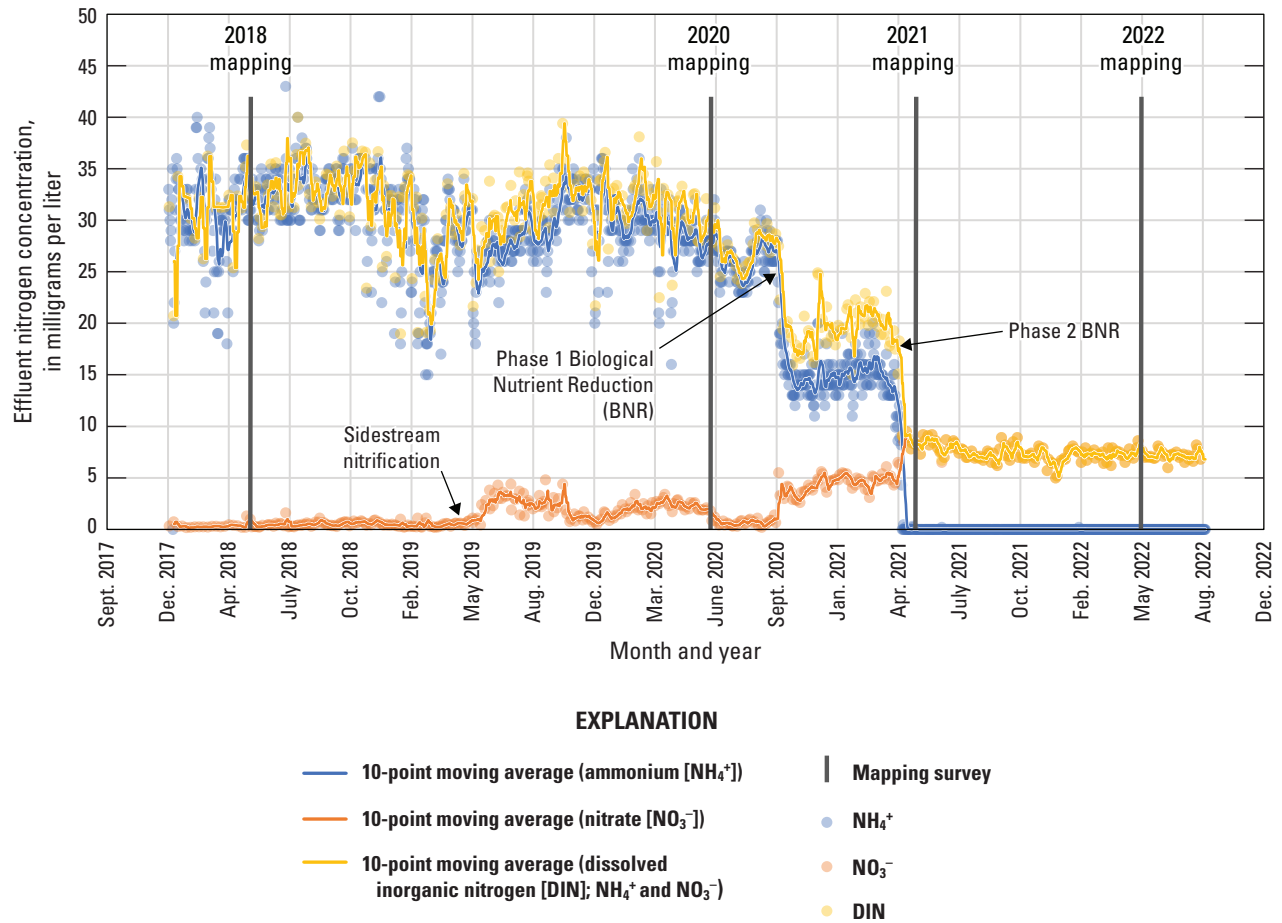 50
45
40
35
30
25
20
15
10
5
0
Effluent nitrogen concentration,
in milligrams per liter
2018
mapping
2020
mapping
2021
mapping
2022
mapping
Phase 1 Biological
Nutrient Reduction
(BNR)
Phase 2 BNR
Sidestream
nitrification
Sept. 2017
Dec. 2017
Apr. 2018
July 2018
Oct. 2018
Feb. 2019
May 2019
Aug. 2019
Dec. 2019
Mar. 2020
June 2020
Sept. 2020
Jan. 2021
Apr. 2021
July 2021
Oct. 2021
Feb. 2022
May 2022
Aug. 2022
Dec. 2022
Month and year
EXPLANATION
10-point moving average (ammonium [NH₄⁺])
10-point moving average (nitrate [NO₃⁻])
10-point moving average (dissolved
inorganic nitrogen [DIN]; NH₄⁺ and NO₃⁻)
Mapping survey
NH₄⁺
NO₃⁻
DIN